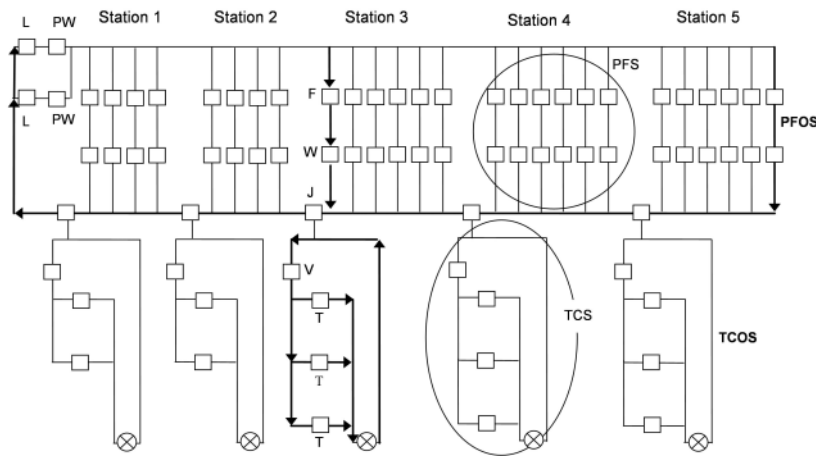 L PW Station 1 Station 2 Station 3 Station 4 Station 5
PFS
L PW F PFOS
W
J
V
T TCS
TCOS
T
T